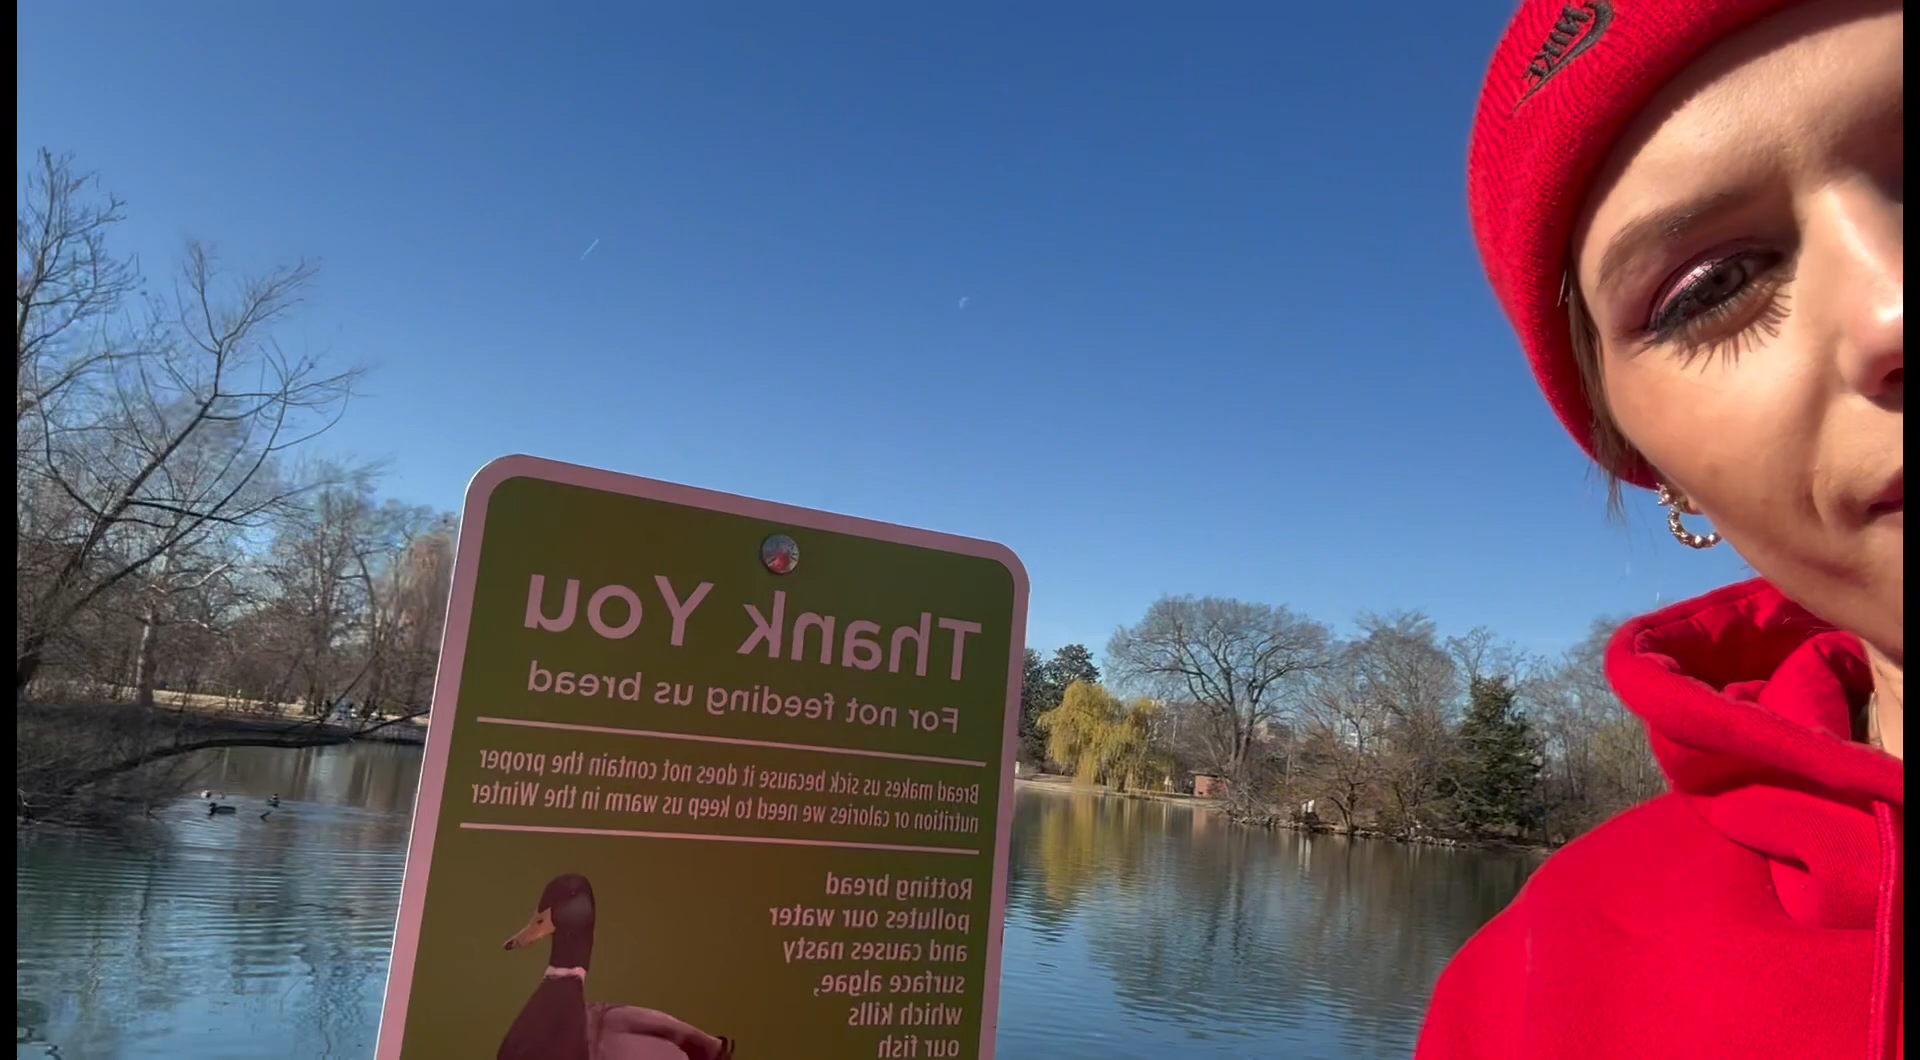 NIKE
Thank You
For not feeding us bread
Bread makes us sick because it does not contain the proper
nutrition or calories we need to keep us warm in the Winter
Rotting bread
pollutes our water
and causes nasty
surface algae,
which kills
our fish